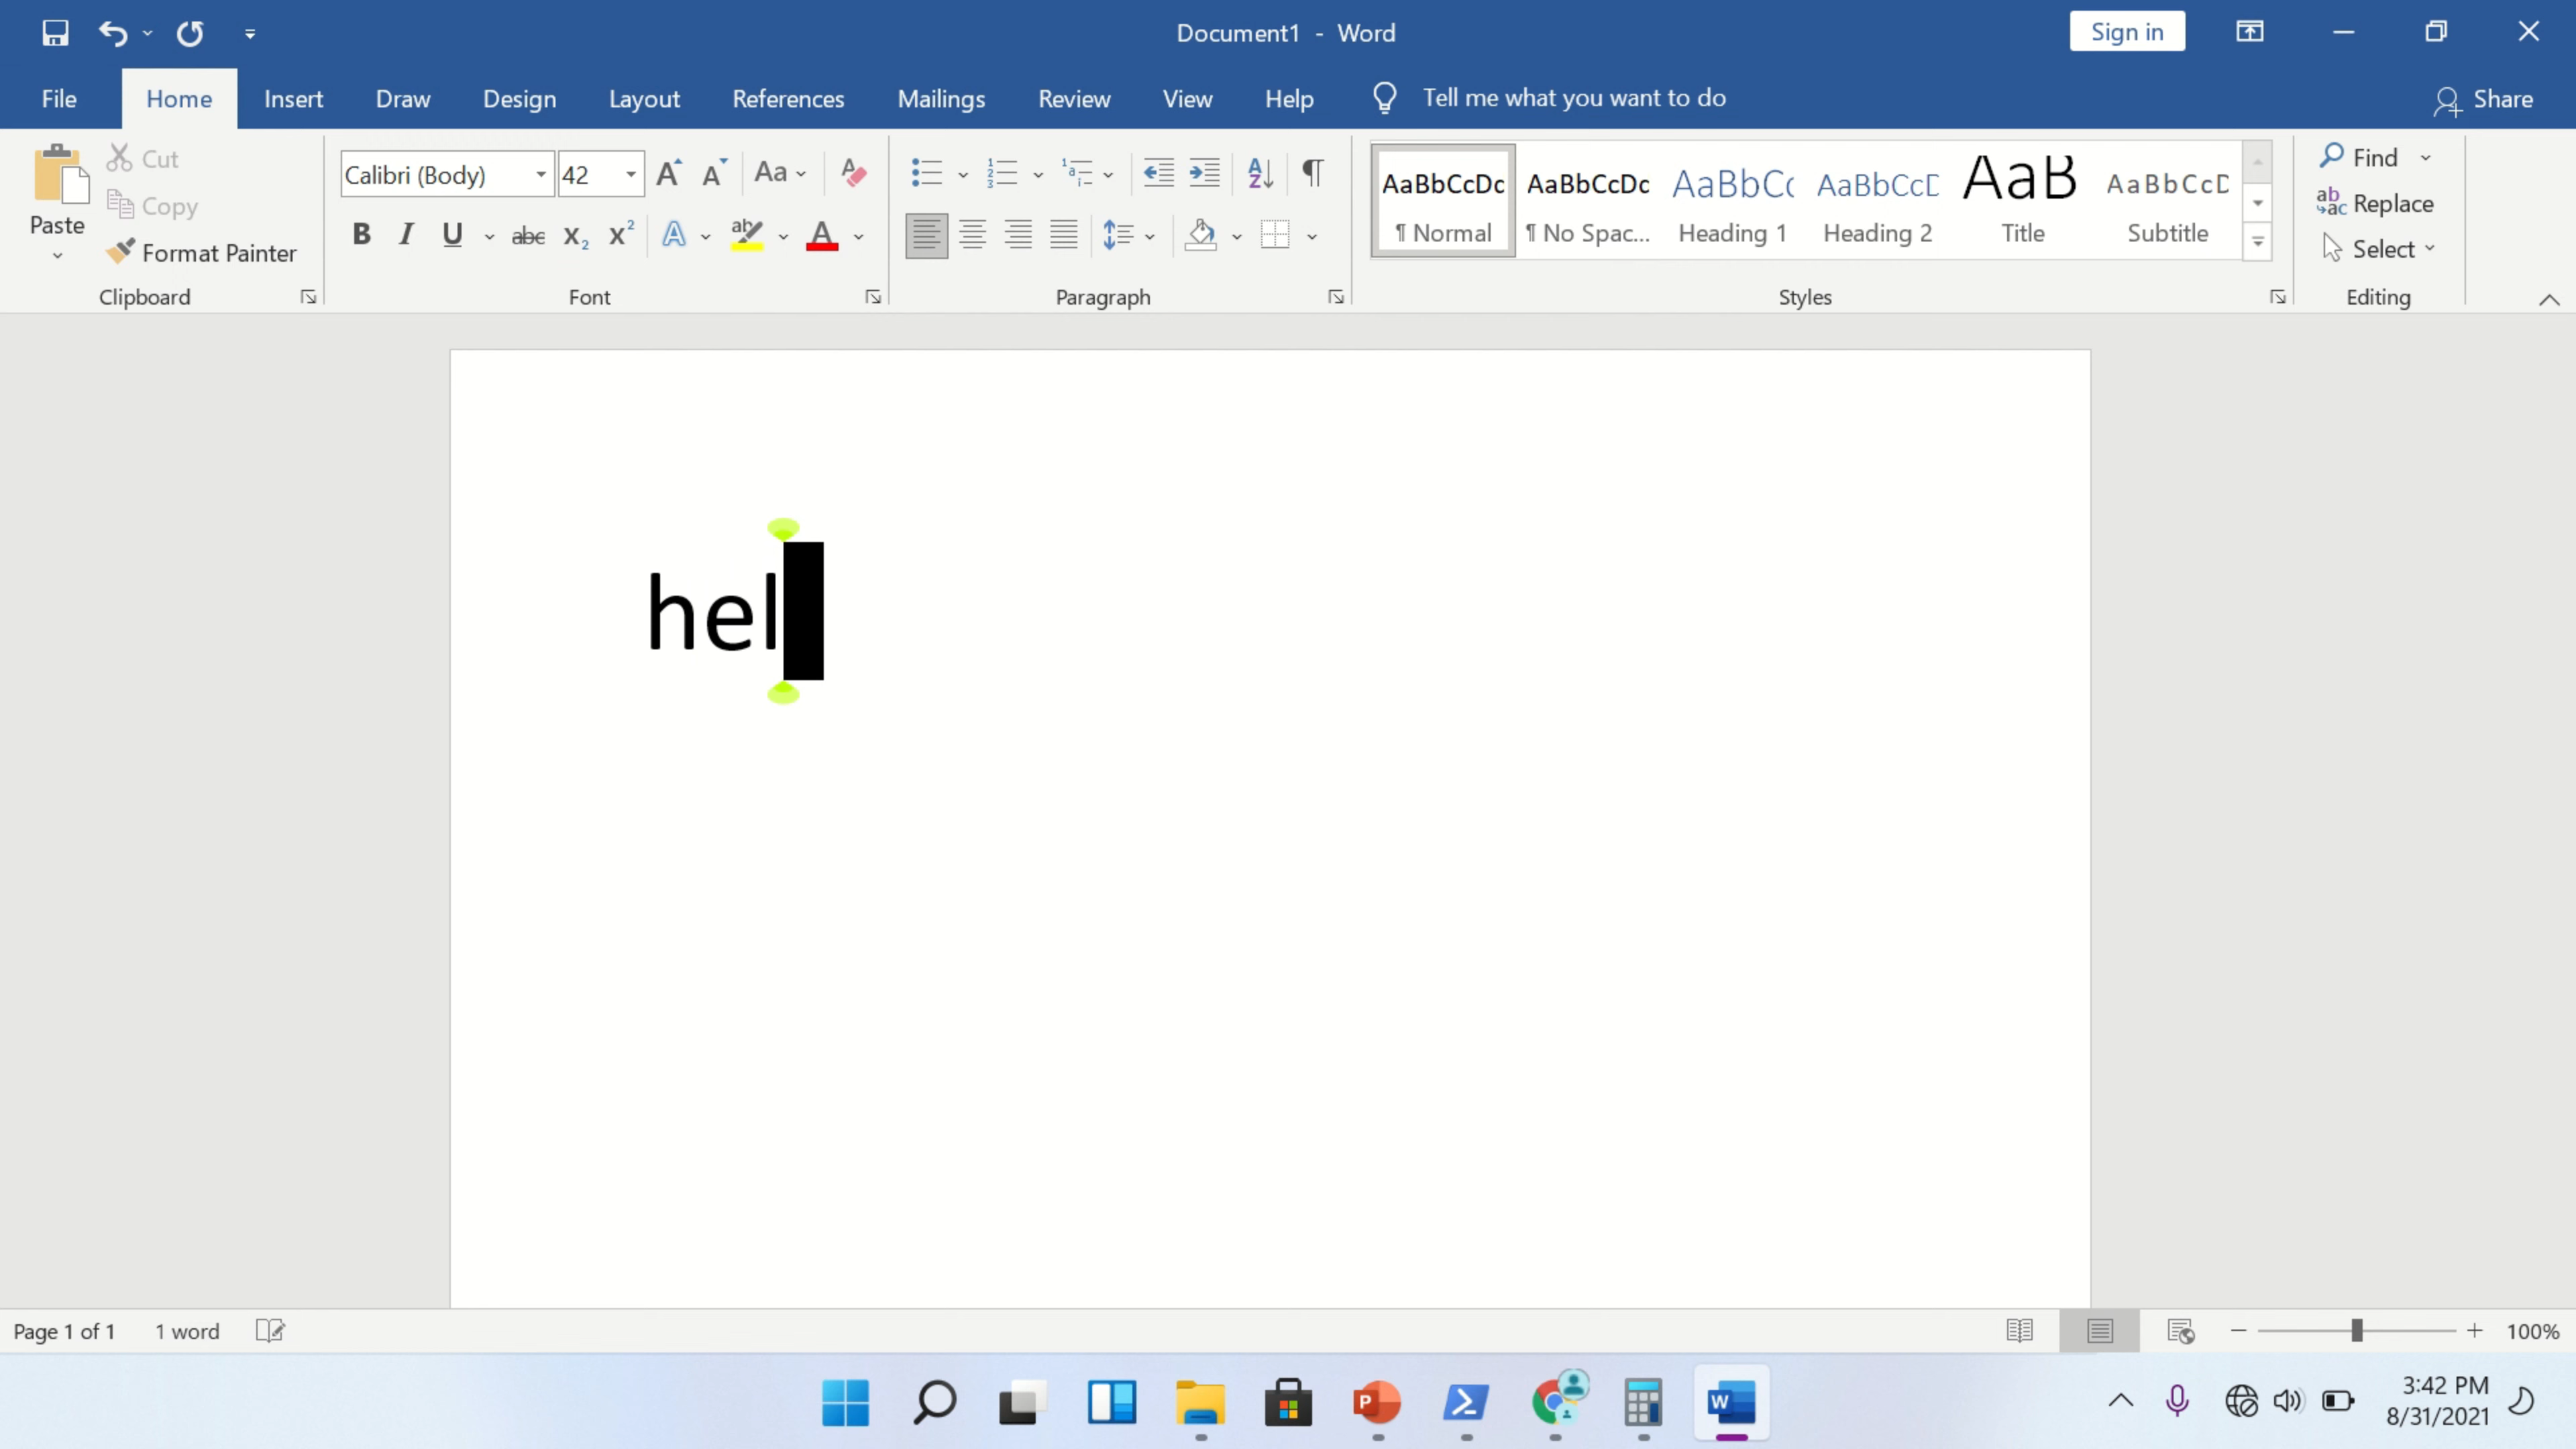 Document1 - Word
Sign in
File Home Insert Draw Design Layout References Mailings Review View Help Tell me what you want to do Share
Paste
Cut
Copy
Format Painter
Clipboard
Calibri (Body) 42
Font
Paragraph
AaBbCcDc AaBbCcDc AaBbCc AaBbCcD AaB AaBbCcD
¶ Normal ¶ No Spac... Heading 1 Heading 2 Title Subtitle
Styles
Find
Replace
Select
Editing
hel
Page 1 of 1 1 word 100%
3:42 PM
8/31/2021